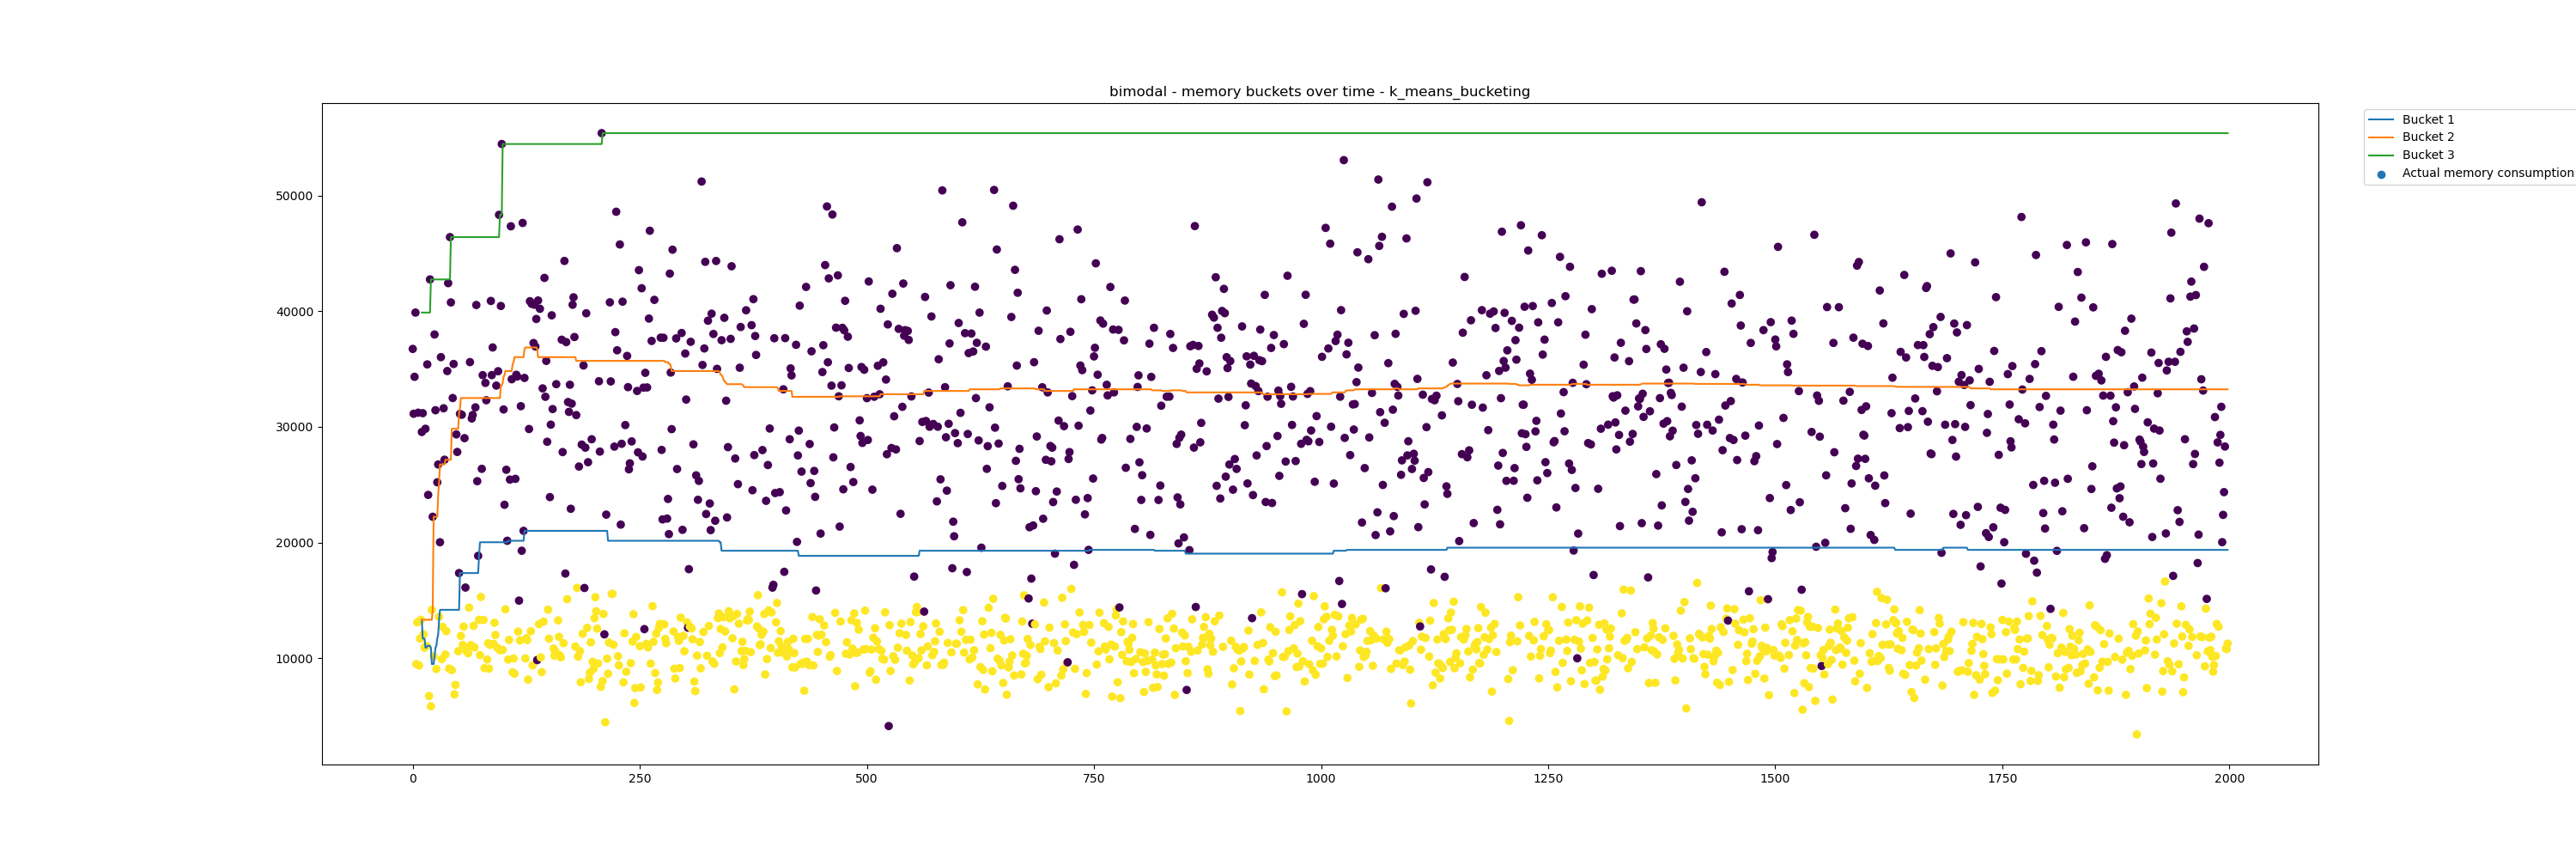 bimodal - memory buckets over time - k_means_bucketing
Bucket 1
Bucket 2
Bucket 3
Actual memory consumption
50000
40000
30000
20000
10000
0 250 500 750 1000 1250 1500 1750 2000